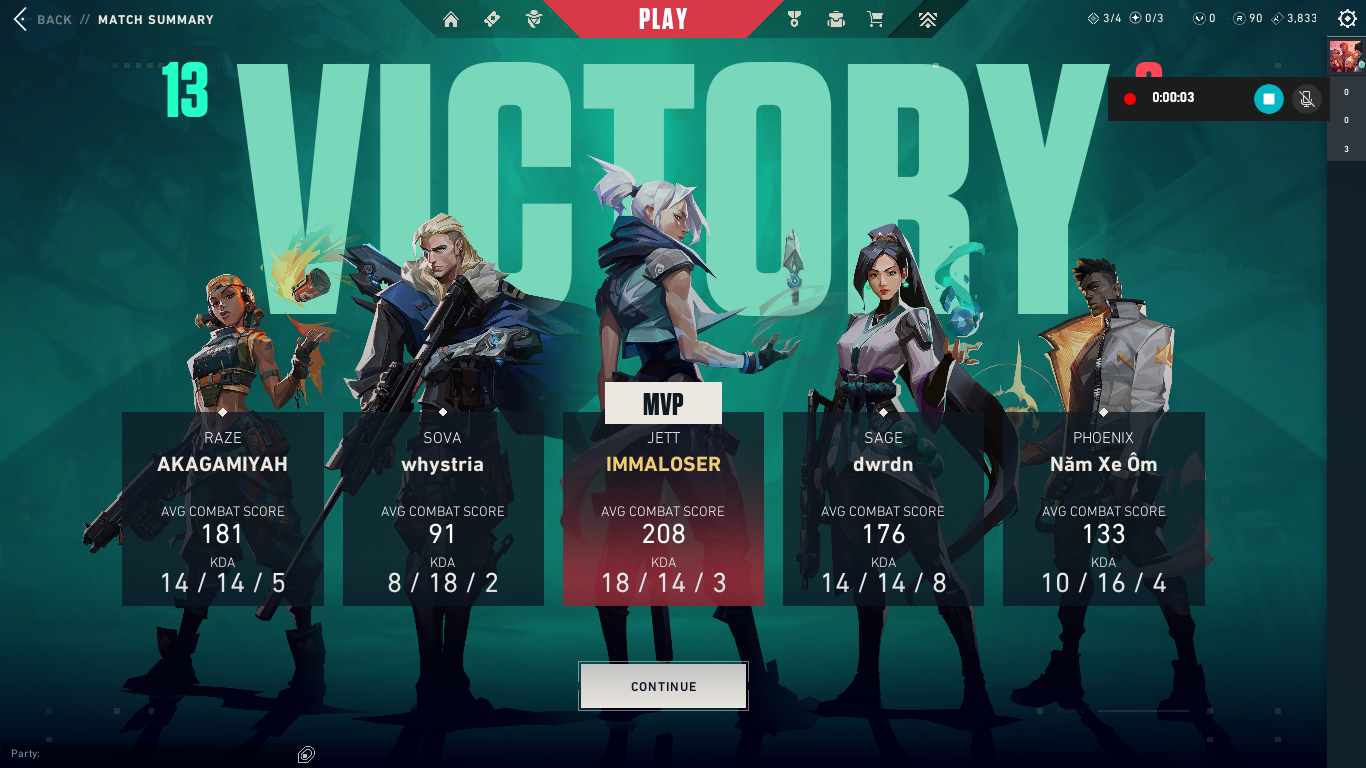 BACK // MATCH SUMMARY
PLAY
3/4 0/3 0 90 3,833
13
VICTORY
0:00:03
0
0
3
MVP
RAZE
AKAGAMIYAH
AVG COMBAT SCORE
181
KDA
14 / 14 / 5
SOVA
whystria
AVG COMBAT SCORE
91
KDA
8 / 18 / 2
JETT
IMMALOSER
AVG COMBAT SCORE
208
KDA
18 / 14 / 3
SAGE
dwrdn
AVG COMBAT SCORE
176
KDA
14 / 14 / 8
PHOENIX
Năm Xe Ôm
AVG COMBAT SCORE
133
KDA
10 / 16 / 4
CONTINUE
Party: